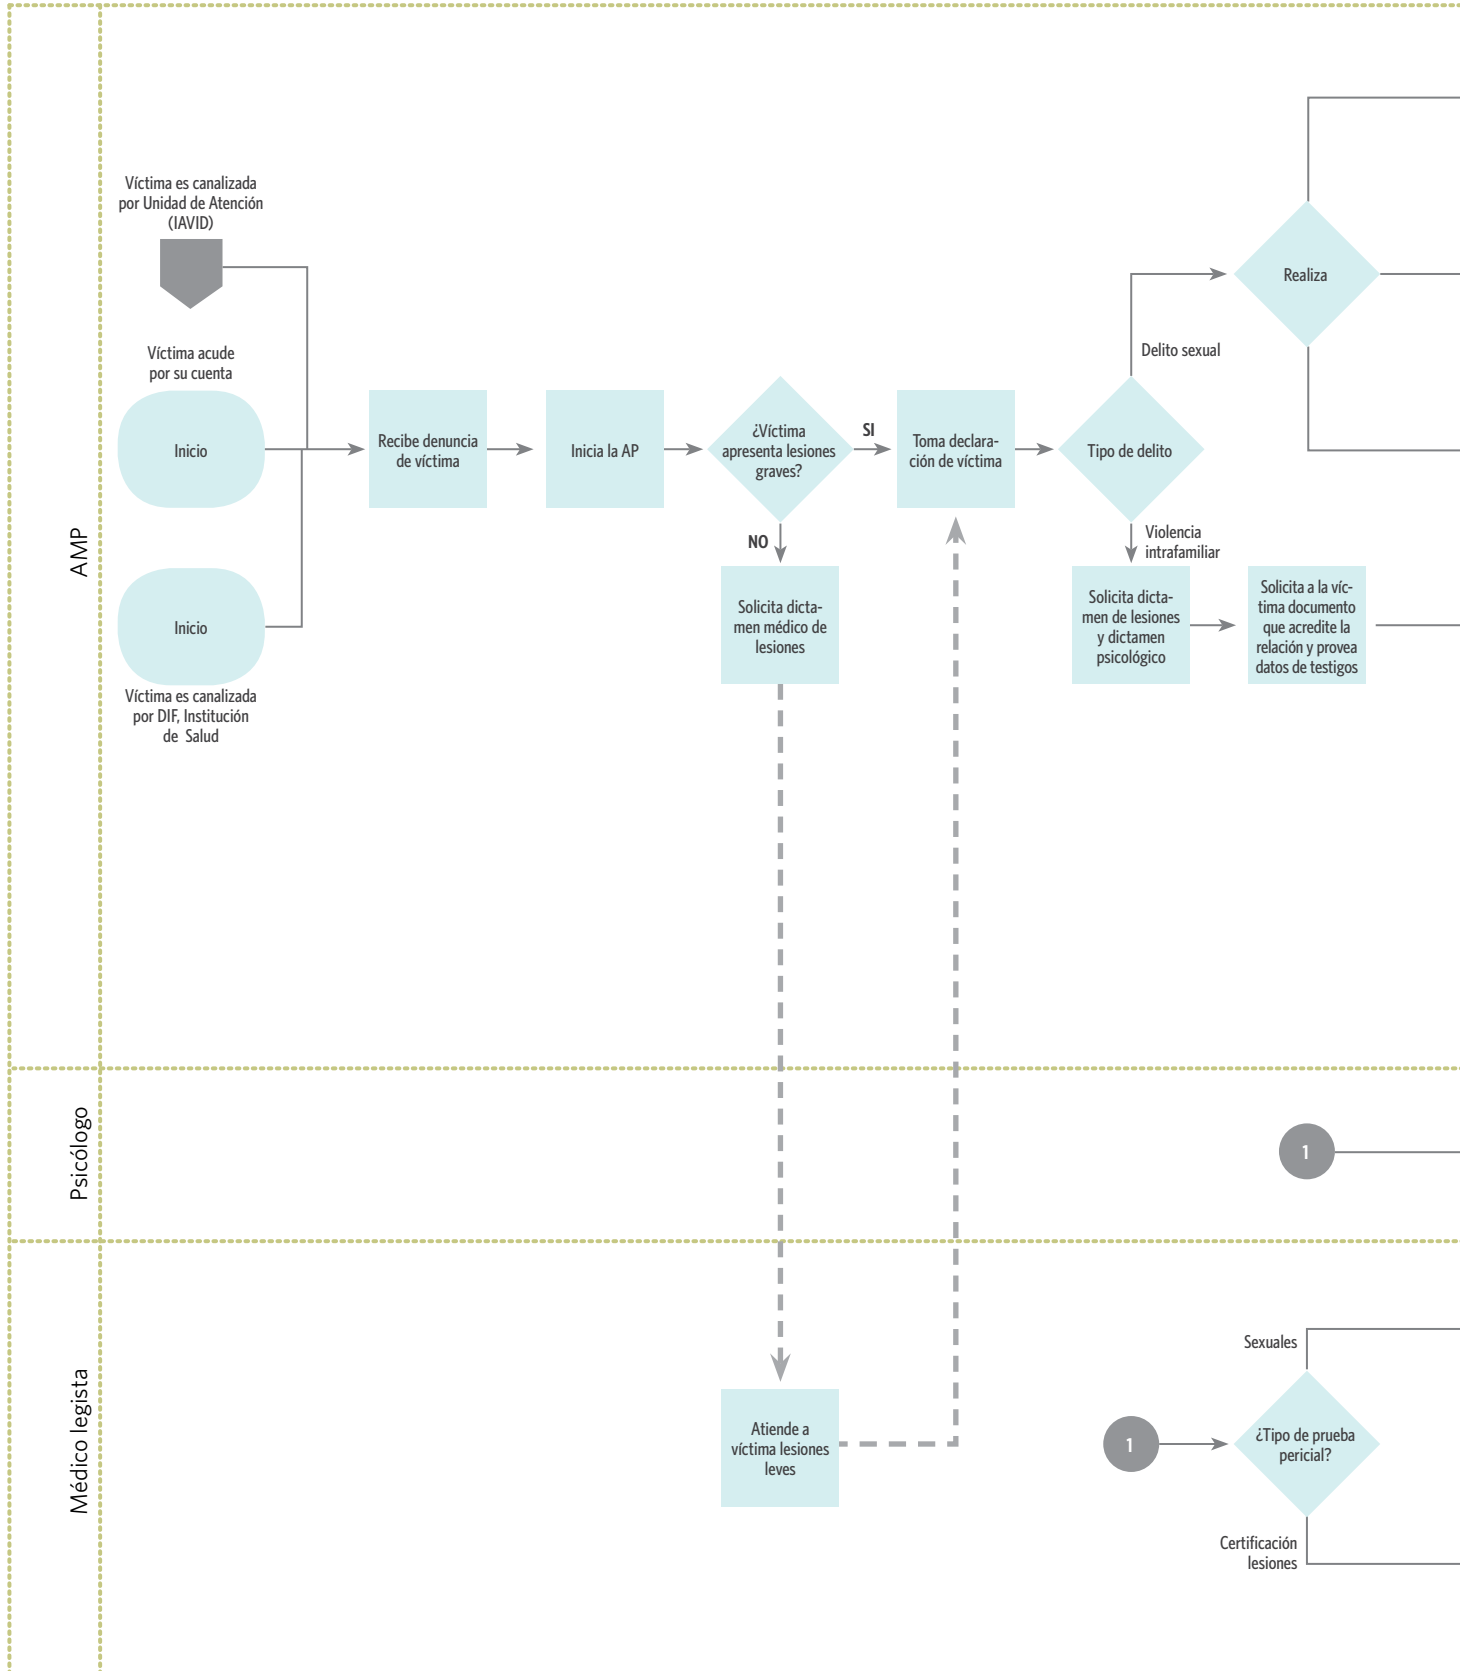 AMP
Víctima es canalizada
por Unidad de Atención
(IAVID)
Víctima acude
por su cuenta
Inicio
Inicio
Víctima es canalizada
por DIF, Institución
de Salud
Recibe denuncia
de víctima
Inicia la AP
¿Víctima
apresenta lesiones
graves?
SI
NO
Solicita dicta-
men médico de
lesiones
Toma declara-
ción de víctima
Tipo de delito
Delito sexual
Realiza
Violencia
intrafamiliar
Solicita dicta-
men de lesiones
y dictamen
psicológico
Solicita a la víc-
tima documento
que acredite la
relación y provea
datos de testigos
Psicólogo
1
Médico legista
Atiende a
víctima lesiones
leves
1
¿Tipo de prueba
pericial?
Sexuales
Certificación
lesiones